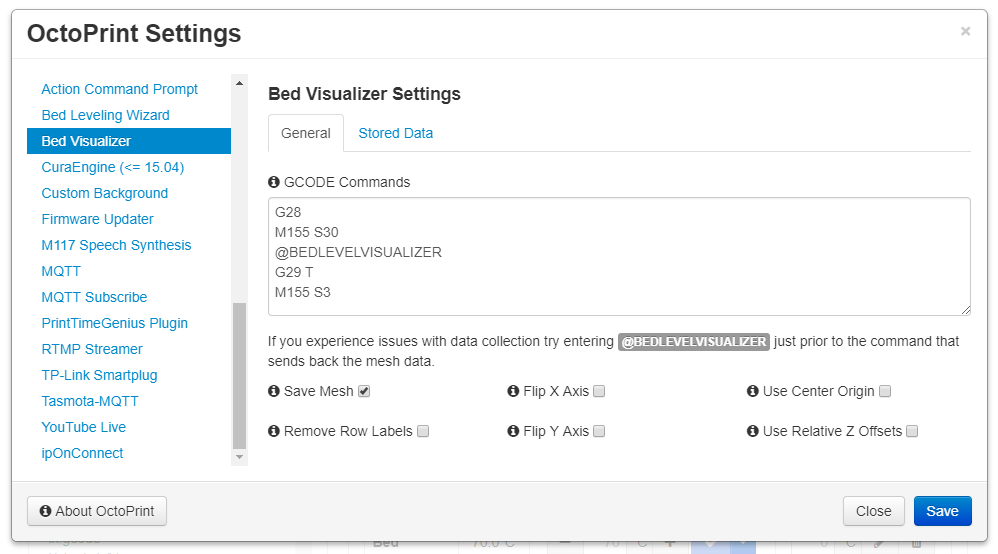 OctoPrint Settings
×
Action Command Prompt
Bed Leveling Wizard
Bed Visualizer
CuraEngine (<= 15.04)
Custom Background
Firmware Updater
M117 Speech Synthesis
MQTT
MQTT Subscribe
PrintTimeGenius Plugin
RTMP Streamer
TP-Link Smartplug
Tasmota-MQTT
YouTube Live
ipOnConnect
Bed Visualizer Settings
General Stored Data
GCODE Commands
G28
M155 S30
@BEDLEVELVISUALIZER
G29 T
M155 S3
If you experience issues with data collection try entering @BEDLEVELVISUALIZER just prior to the command that
sends back the mesh data.
Save Mesh Flip X Axis Use Center Origin
Remove Row Labels Flip Y Axis Use Relative Z Offsets
About OctoPrint Close Save
Bed